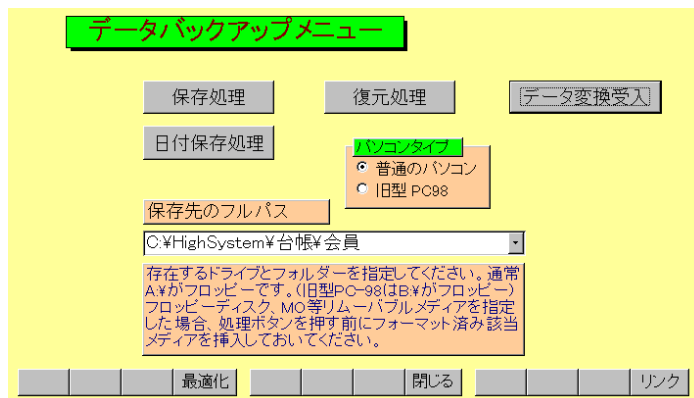 データバックアップメニュー
保存処理
復元処理
データ変換受入
日付保存処理
パソコンタイプ
普通のパソコン
旧型 PC98
保存先のフルパス
C:¥HighSystem¥台帳¥会員
存在するドライブとフォルダーを指定してください。通常
A:¥がフロッピーです。(旧型PC-98はB:¥がフロッピー)
フロッピーディスク、MO等リムーバブルメディアを指定
した場合、処理ボタンを押す前にフォーマット済み該当
メディアを挿入しておいてください。
最適化
閉じる
リンク